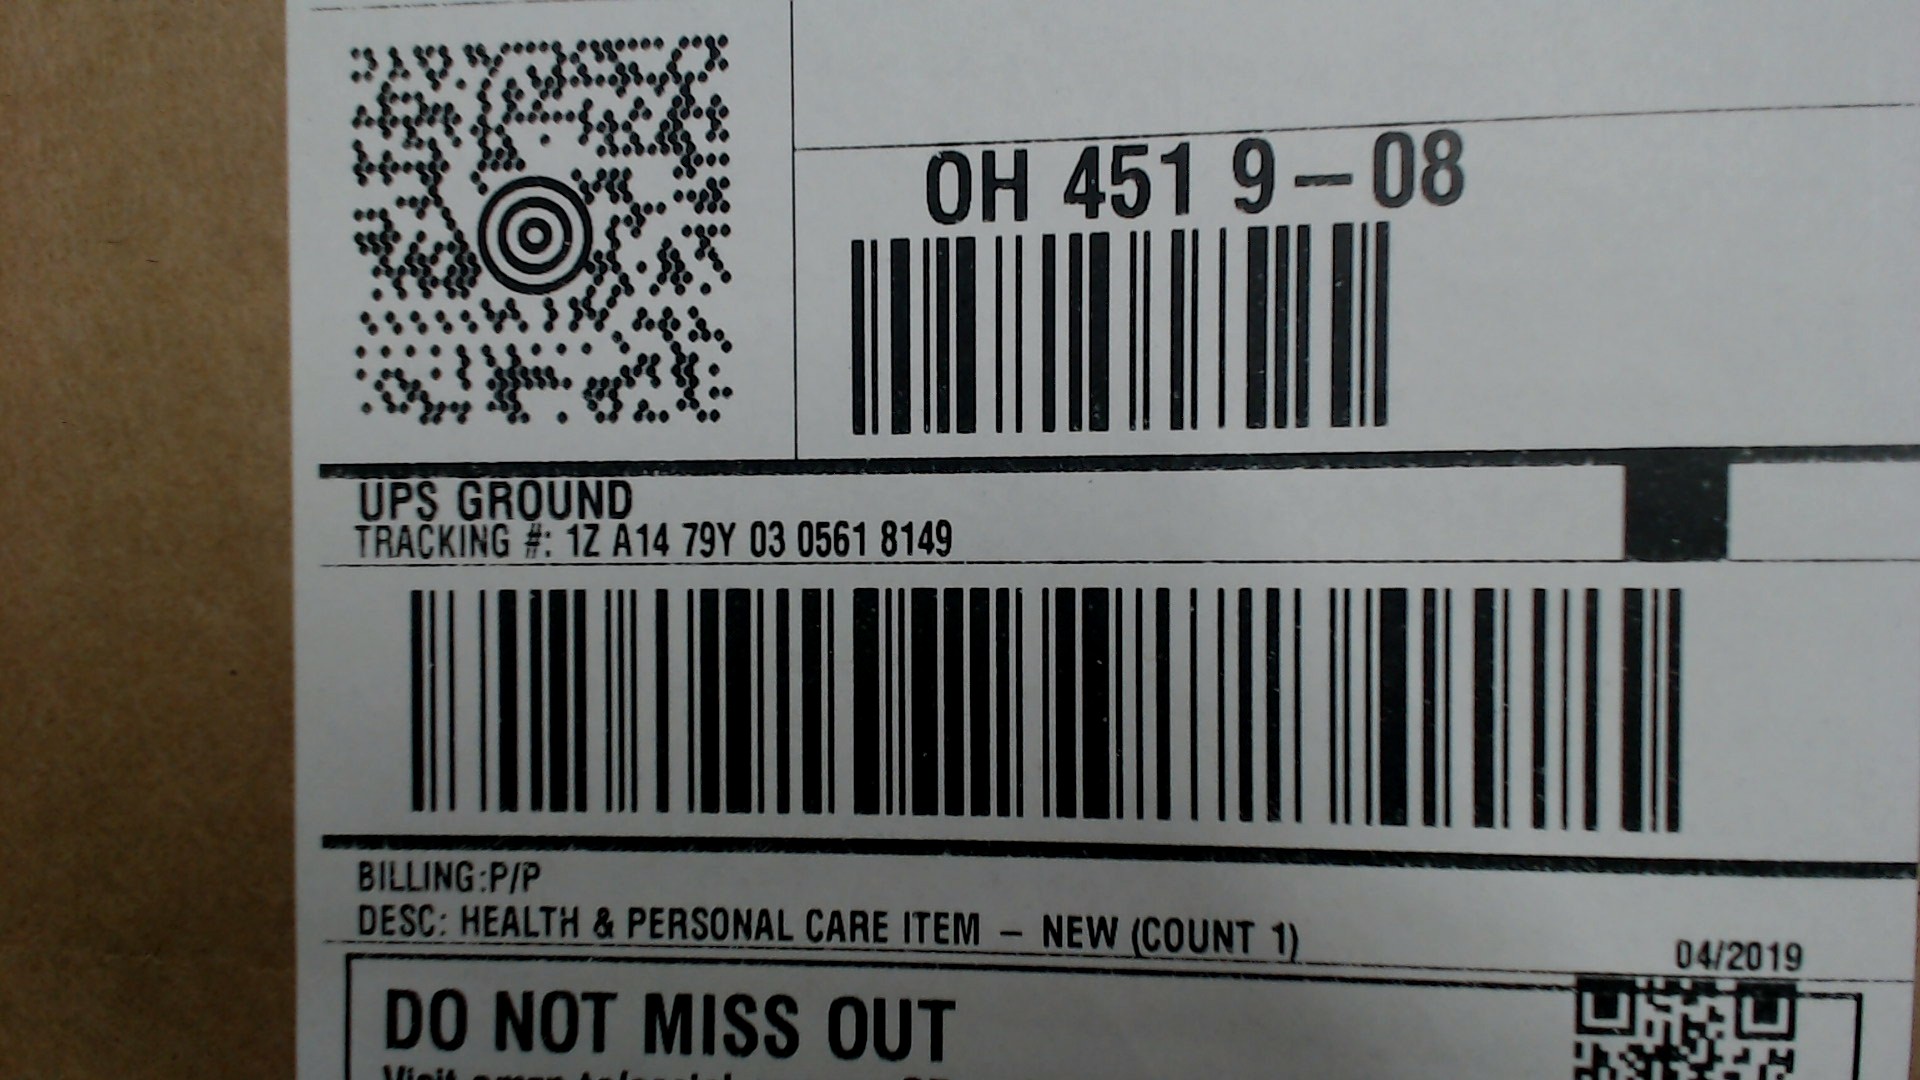 OH 451 9-08
UPS GROUND
TRACKING #: 1Z A14 79Y 03 0561 8149
BILLING:P/P
DESC: HEALTH & PERSONAL CARE ITEM - NEW (COUNT 1)
04/2019
DO NOT MISS OUT
Visit